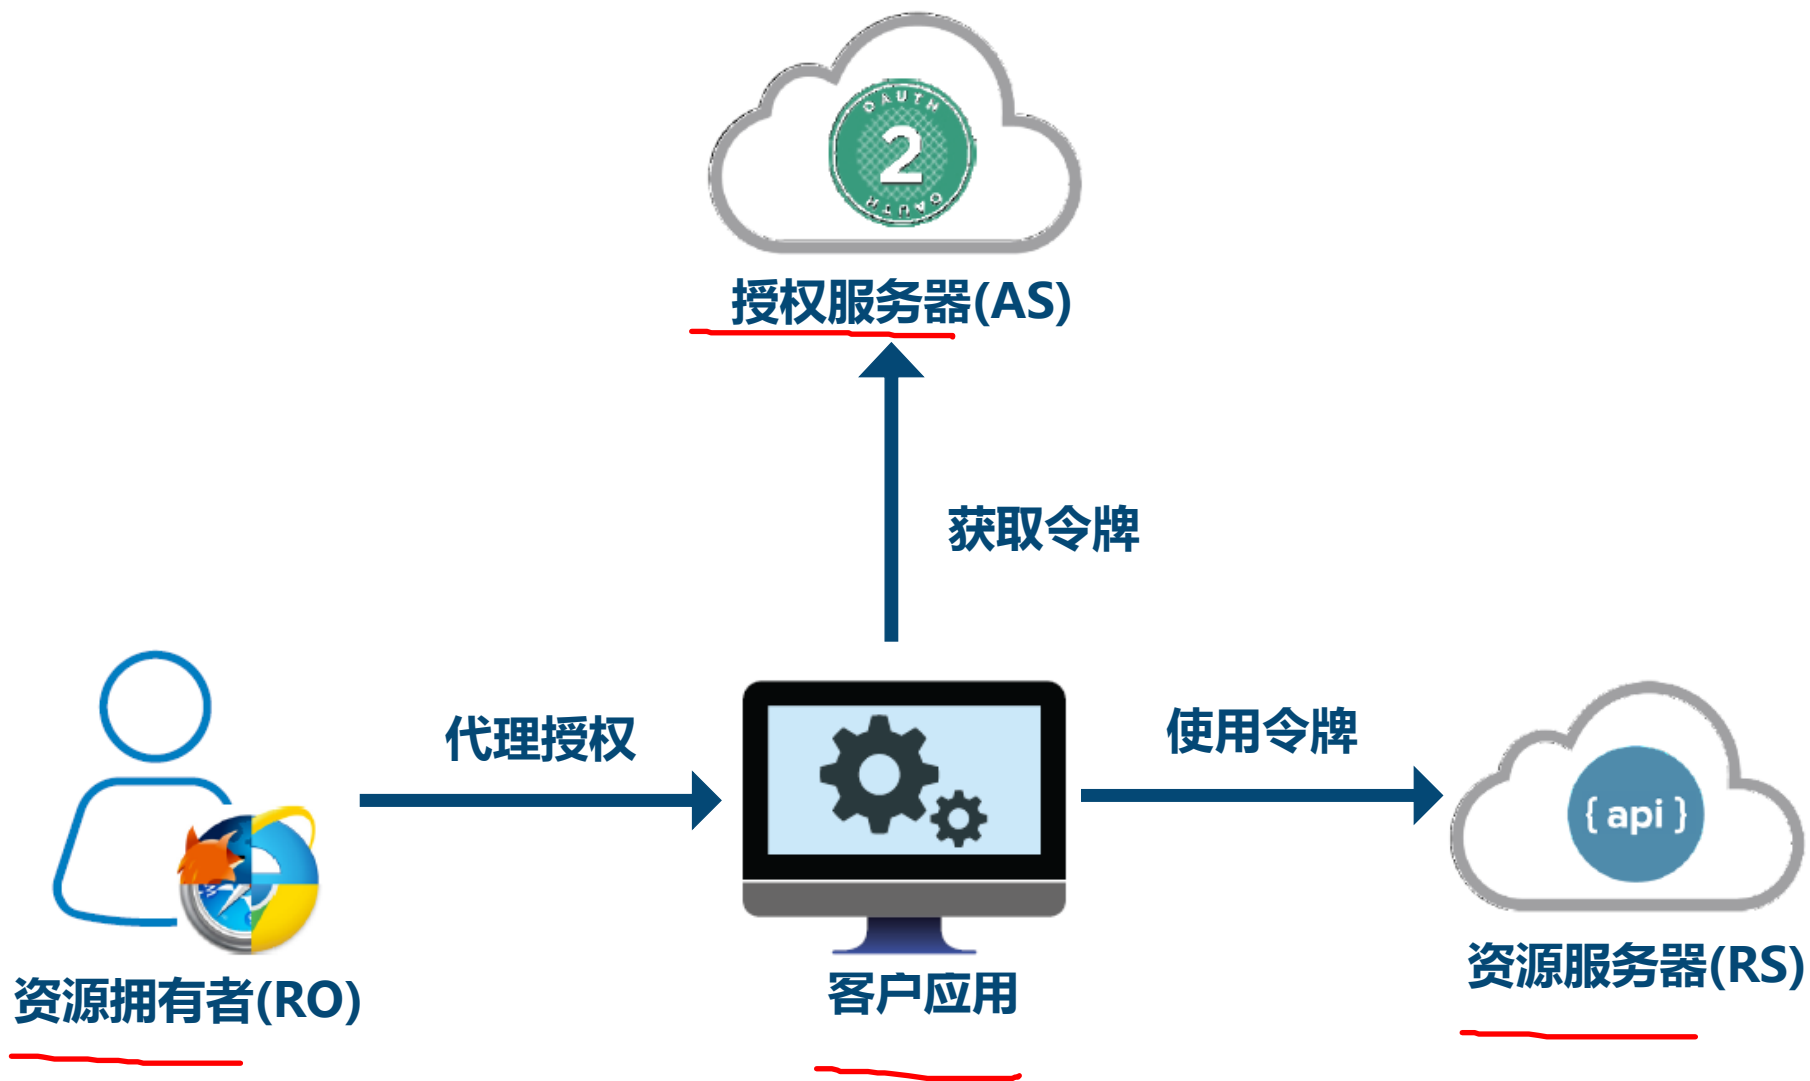 OAUTH
2
OAUTH
授权服务器(AS)
获取令牌
代理授权
使用令牌
{ api }
资源拥有者(RO)
客户应用
资源服务器(RS)